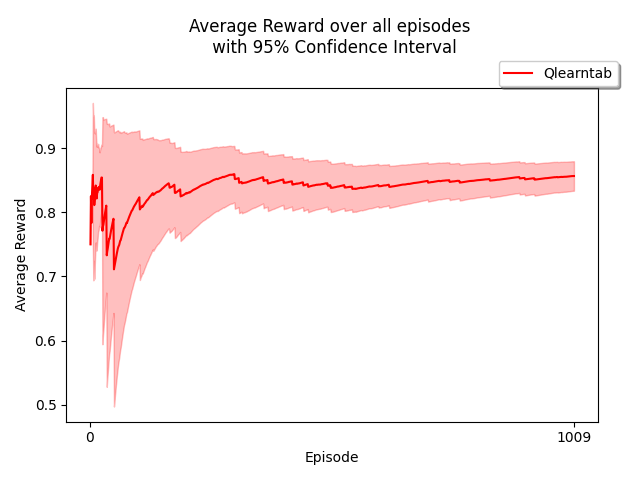 Average Reward over all episodes
with 95% Confidence Interval
Qlearntab
Average Reward
0.9
0.8
0.7
0.6
0.5
0
1009
Episode